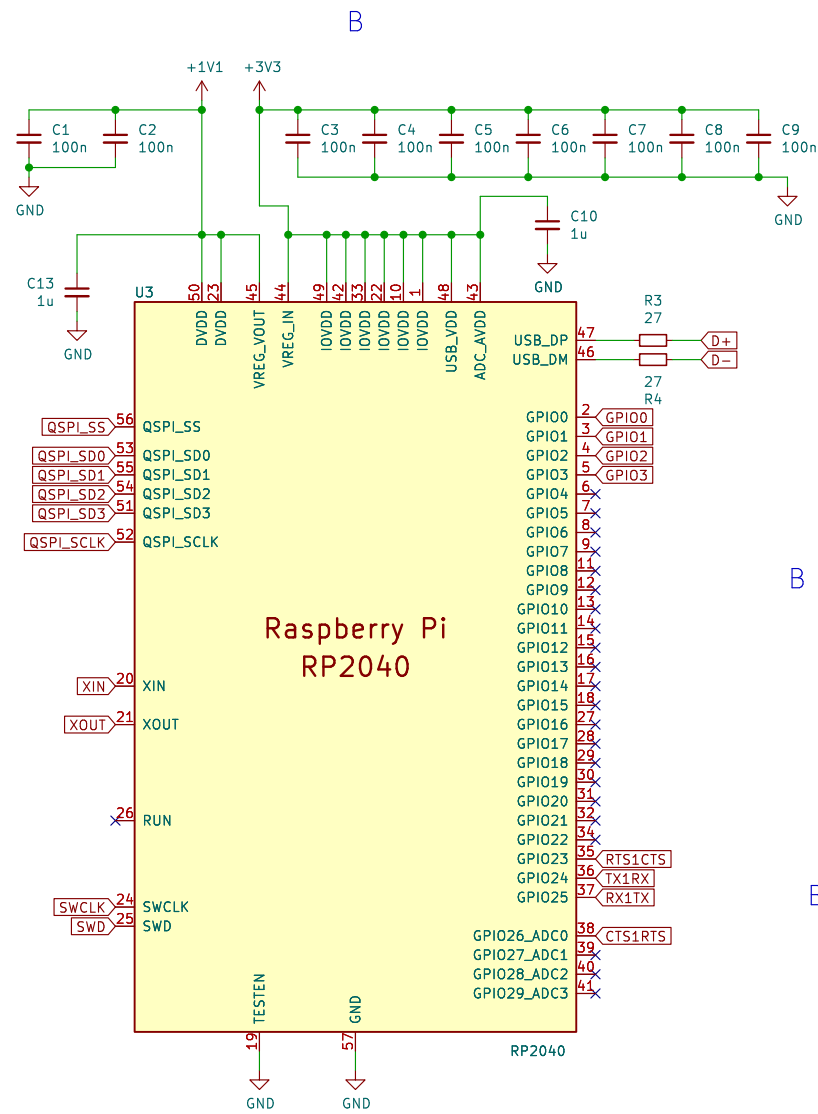 B
+1V1 +3V3
C1 C2 C3 C4 C5 C6 C7 C8 C9
100n 100n 100n 100n 100n 100n 100n 100n 100n
GND GND
C10
1u
GND
C13
1u
GND
U3
50 23 45 44 49 42 33 22 10 1 48 43
DVDD DVDD VREG_VOUT VREG_IN IOVDD IOVDD IOVDD IOVDD IOVDD IOVDD USB_VDD ADC_AVDD
R3
27
USB_DP 47 D+
USB_DM 46 D-
27
R4
QSPI_SS 56 QSPI_SS
QSPI_SD0 53 QSPI_SD0
QSPI_SD1 55 QSPI_SD1
QSPI_SD2 54 QSPI_SD2
QSPI_SD3 51 QSPI_SD3
QSPI_SCLK 52 QSPI_SCLK
XIN 20 XIN
XOUT 21 XOUT
26 RUN
SWCLK 24 SWCLK
SWD 25 SWD
Raspberry Pi
RP2040
GPIO0 2 GPIO0
GPIO1 3 GPIO1
GPIO2 4 GPIO2
GPIO3 5 GPIO3
GPIO4 6
GPIO5 7
GPIO6 8
GPIO7 9
GPIO8 11
GPIO9 12
GPIO10 13
GPIO11 14
GPIO12 15
GPIO13 16
GPIO14 17
GPIO15 18
GPIO16 27
GPIO17 28
GPIO18 29
GPIO19 30
GPIO20 31
GPIO21 32
GPIO22 34
GPIO23 35 RTS1CTS
GPIO24 36 TX1RX
GPIO25 37 RX1TX
GPIO26_ADC0 38 CTS1RTS
GPIO27_ADC1 39
GPIO28_ADC2 40
GPIO29_ADC3 41
B
TESTEN GND
19 57
RP2040
GND GND